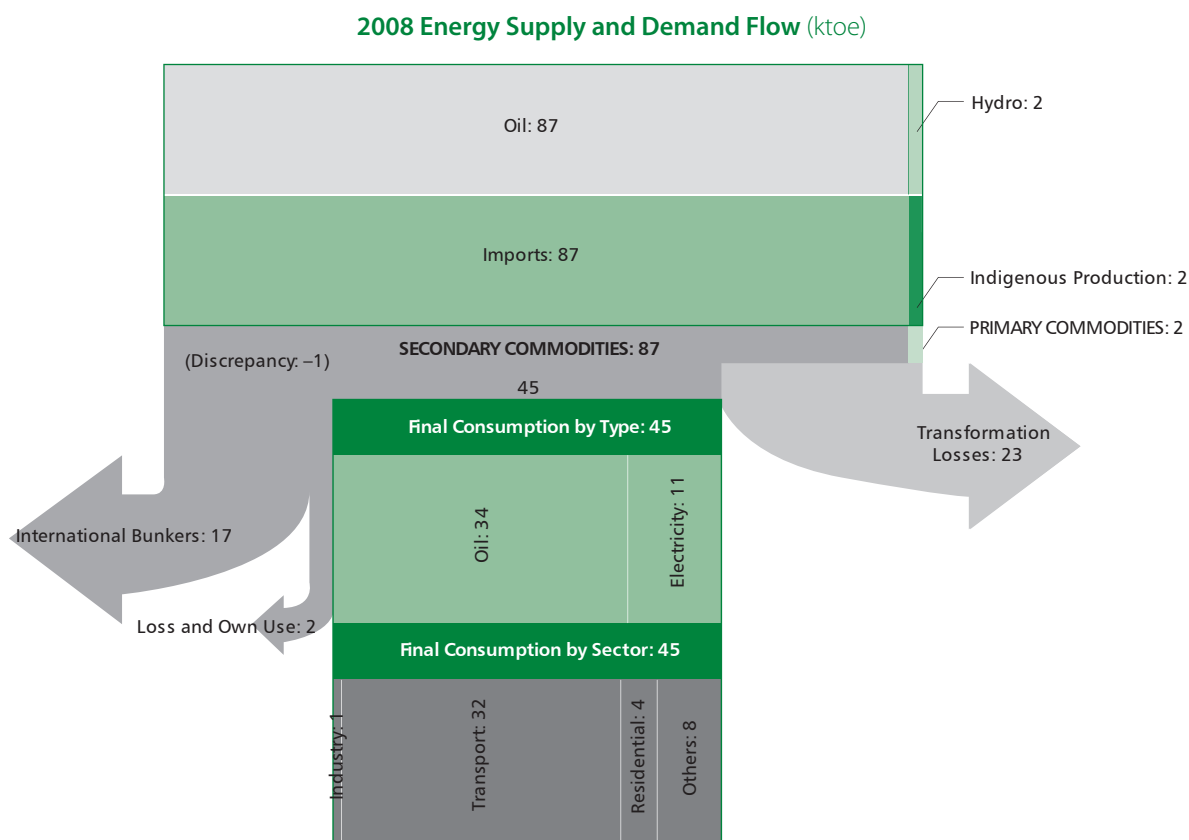 2008 Energy Supply and Demand Flow (ktoe)
Hydro: 2
Oil: 87
Imports: 87
Indigenous Production: 2
PRIMARY COMMODITIES: 2
SECONDARY COMMODITIES: 87
(Discrepancy: –1)
45
Final Consumption by Type: 45
Transformation
Losses: 23
Oil: 34
Electricity: 11
International Bunkers: 17
Loss and Own Use: 2
Final Consumption by Sector: 45
Industry: 1
Transport: 32
Residential: 4
Others: 8